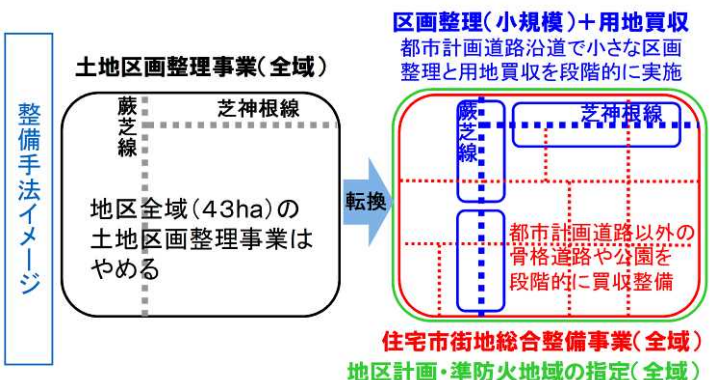 整備手法イメージ
土地区画整理事業(全域)
蕨芝線
芝神根線
地区全域(43ha)の
土地区画整理事業は
やめる
転換
区画整理(小規模)+用地買収
都市計画道路沿道で小さな区画
整理と用地買収を段階的に実施
蕨芝線
芝神根線
都市計画道路以外の
骨格道路や公園を
段階的に買収整備
住宅市街地総合整備事業(全域)
地区計画・準防火地域の指定(全域)